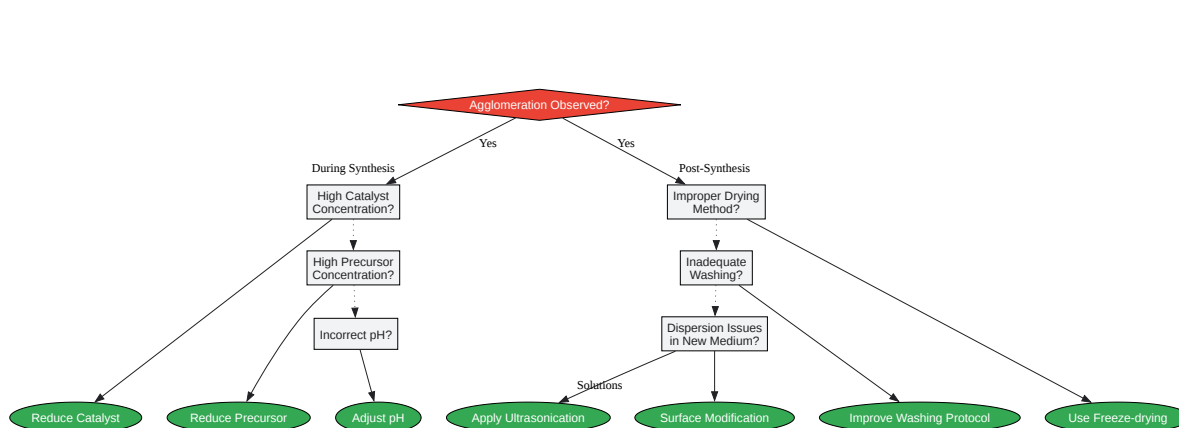 Agglomeration Observed?
Yes
Yes
During Synthesis
Post-Synthesis
High Catalyst
Concentration?
Improper Drying
Method?
High Precursor
Concentration?
Inadequate
Washing?
Incorrect pH?
Dispersion Issues
in New Medium?
Solutions
Reduce Catalyst
Reduce Precursor
Adjust pH
Apply Ultrasonication
Surface Modification
Improve Washing Protocol
Use Freeze-drying